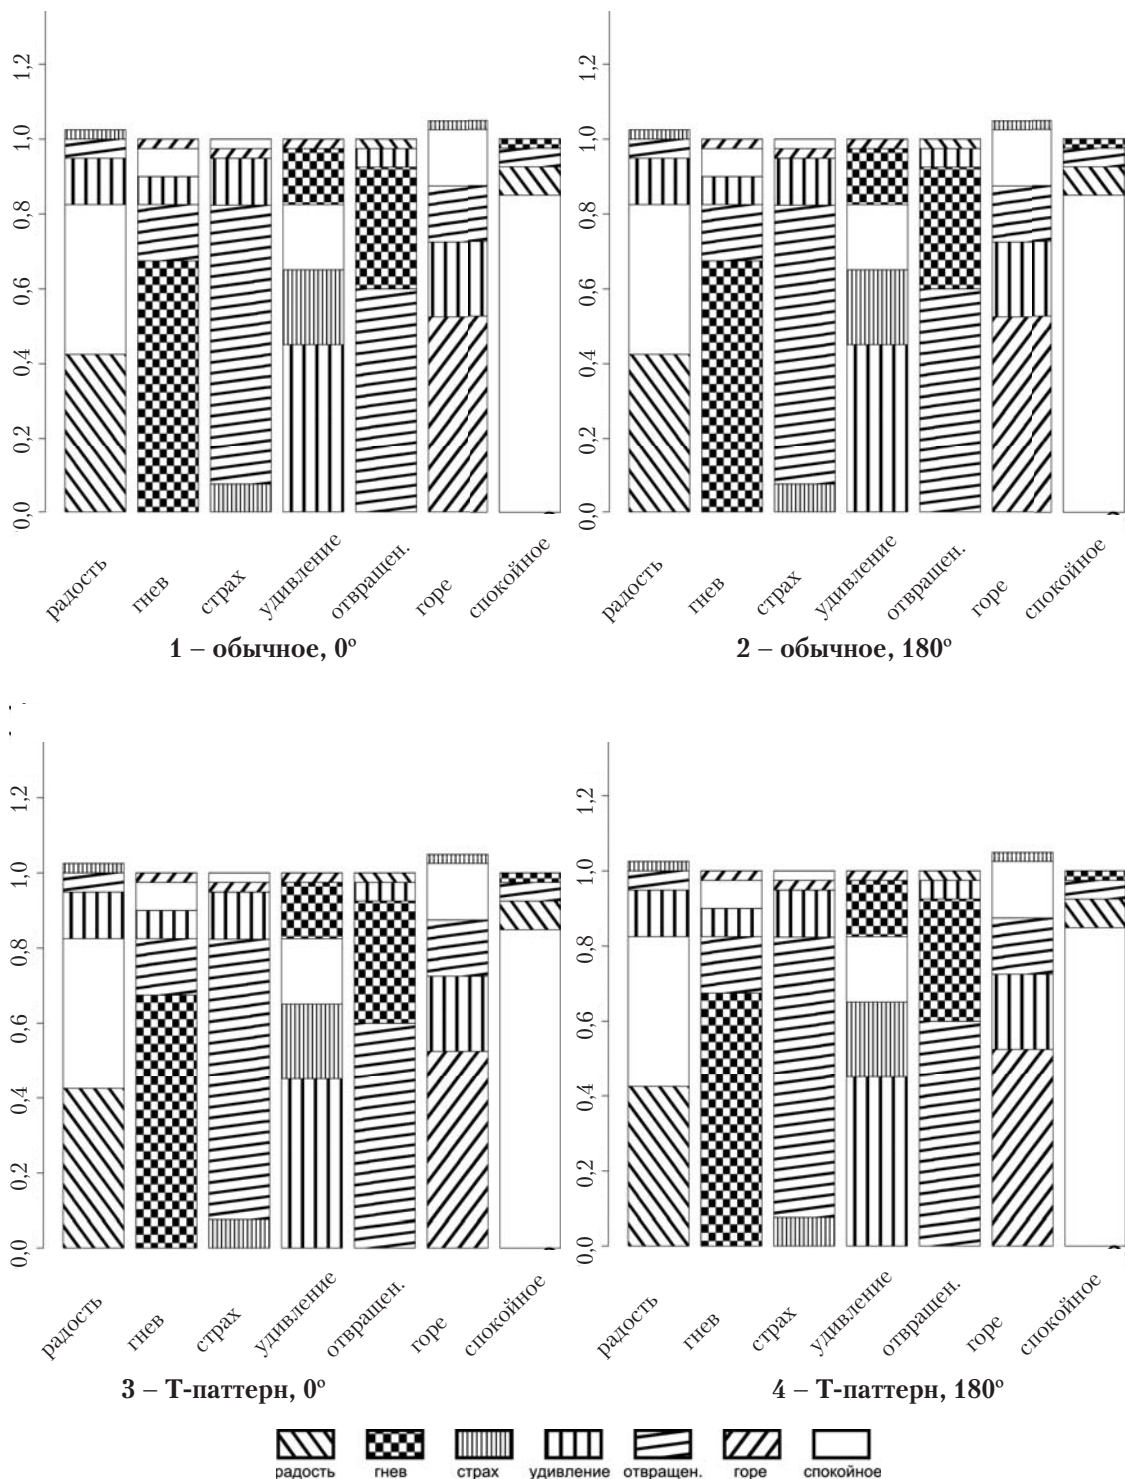 1,2
1,0
0,8
0,6
0,4
0,2
0,0
радость
гнев
страх
удивление
отвращен.
горе
спокойное
1 – обычное, 0º
1,2
1,0
0,8
0,6
0,4
0,2
0,0
радость
гнев
страх
удивление
отвращен.
горе
спокойное
2 – обычное, 180º
1,2
1,0
0,8
0,6
0,4
0,2
0,0
радость
гнев
страх
удивление
отвращен.
горе
спокойное
3 – Т-паттерн, 0º
1,2
1,0
0,8
0,6
0,4
0,2
0,0
радость
гнев
страх
удивление
отвращен.
горе
спокойное
4 – Т-паттерн, 180º
радость гнев страх удивление отвращен. горе спокойное